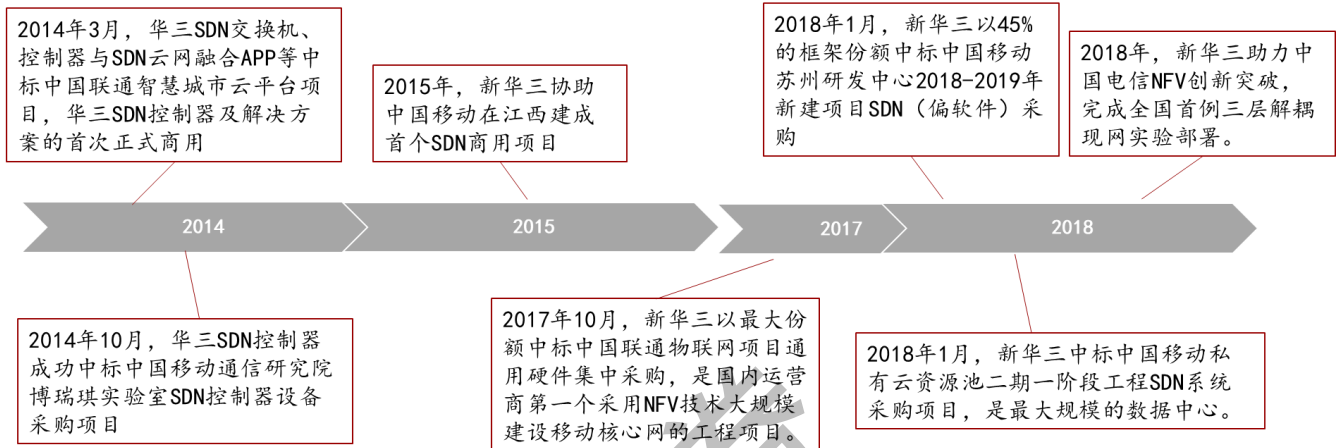 2014年3月，华三SDN交换机、
控制器与SDN云网融合APP等中
标中国联通智慧城市云平台项
目，华三SDN控制器及解决方
案的首次正式商用
2015年，新华三协助
中国移动在江西建成
首个SDN商用项目
2018年1月，新华三以45%
的框架份额中标中国移动
苏州研发中心2018-2019年
新建项目SDN（偏软件）采
购
2018年，新华三助力中
国电信NFV创新突破，
完成全国首例三层解耦
现网实验部署。
2014
2015
2017
2018
2014年10月，华三SDN控制器
成功中标中国移动通信研究院
博瑞琪实验室SDN控制器设备
采购项目
2017年10月，新华三以最大份
额中标中国联通物联网项目通
用硬件集中采购，是国内运营
商第一个采用NFV技术大规模
建设移动核心网的工程项目。
2018年1月，新华三中标中国移动私
有云资源池二期一阶段工程SDN系统
采购项目，是最大规模的数据中心。